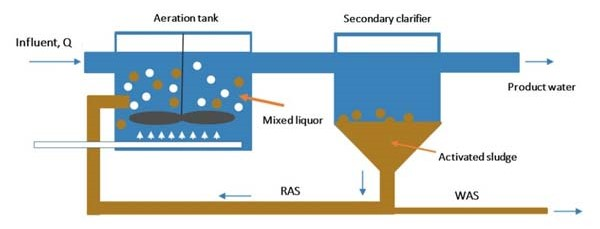 Aeration tank
Secondary clarifier
Influent, Q
Product water
Mixed liquor
Activated sludge
RAS
WAS